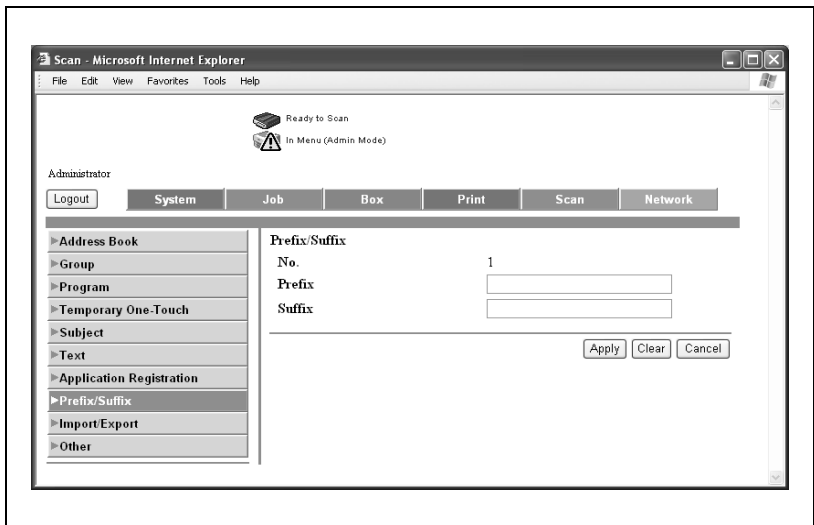 Scan - Microsoft Internet Explorer
File Edit View Favorites Tools Help
Ready to Scan
In Menu (Admin Mode)
Administrator
Logout System Job Box Print Scan Network
Address Book
Group
Program
Temporary One-Touch
Subject
Text
Application Registration
Prefix/Suffix
Import/Export
Other
Prefix/Suffix
No. 1
Prefix
Suffix
Apply Clear Cancel